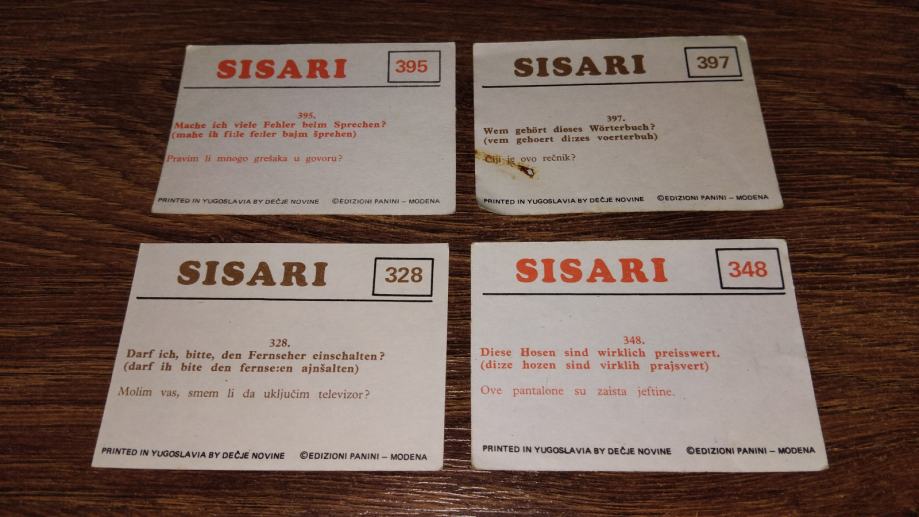 SISARI 395
395.
Mache ich viele Fehler beim Sprechen?
(mahe ih fi:le fe:ler bajm šprehen)
Pravim li mnogo grešaka u govoru?
PRINTED IN YUGOSLAVIA BY DEČJE NOVINE ©EDIZIONI PANINI – MODENA
SISARI 397
397.
Wem gehört dieses Wörterbuch?
(vem gehoert di:zes voerterbuh)
Čiji je ovo rečnik?
PRINTED IN YUGOSLAVIA BY DEČJE NOVINE ©EDIZIONI PANINI – MODENA
SISARI 328
328.
Darf ich, bitte, den Fernseher einschalten?
(darf ih bite den fernse:en ajnšalten)
Molim vas, smem li da uključim televizor?
PRINTED IN YUGOSLAVIA BY DEČJE NOVINE ©EDIZIONI PANINI – MODENA
SISARI 348
348.
Diese Hosen sind wirklich preisswert.
(di:ze hozen sind virklih prajsvert)
Ove pantalone su zaista jeftine.
PRINTED IN YUGOSLAVIA BY DEČJE NOVINE ©EDIZIONI PANINI – MODENA